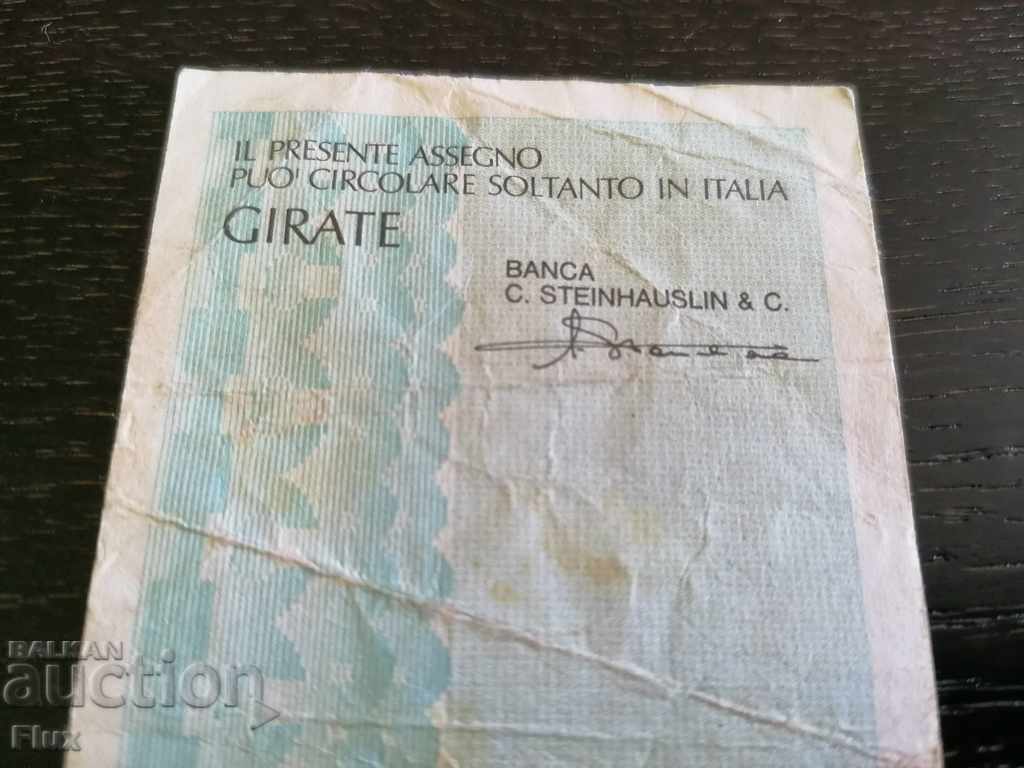 IL PRESENTE ASSEGNO
PUO' CIRCOLARE SOLTANTO IN ITALIA
GIRATE
BANCA
C. STEINHAUSLIN & C.
BALKAN
auction
Flux